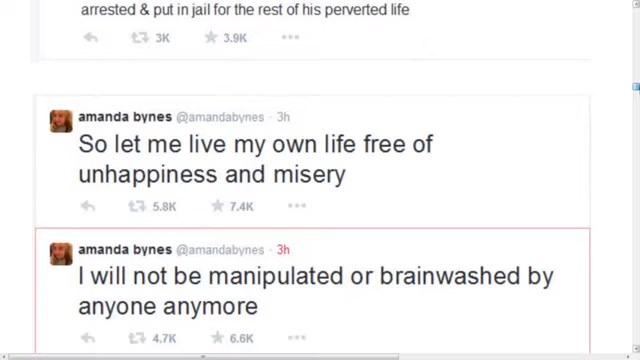 arrested & put in jail for the rest of his perverted life
3K 3.9K •••
amanda bynes @amandabynes · 3h
So let me live my own life free of
unhappiness and misery
5.8K 7.4K •••
amanda bynes @amandabynes · 3h
I will not be manipulated or brainwashed by
anyone anymore
4.7K 6.6K •••